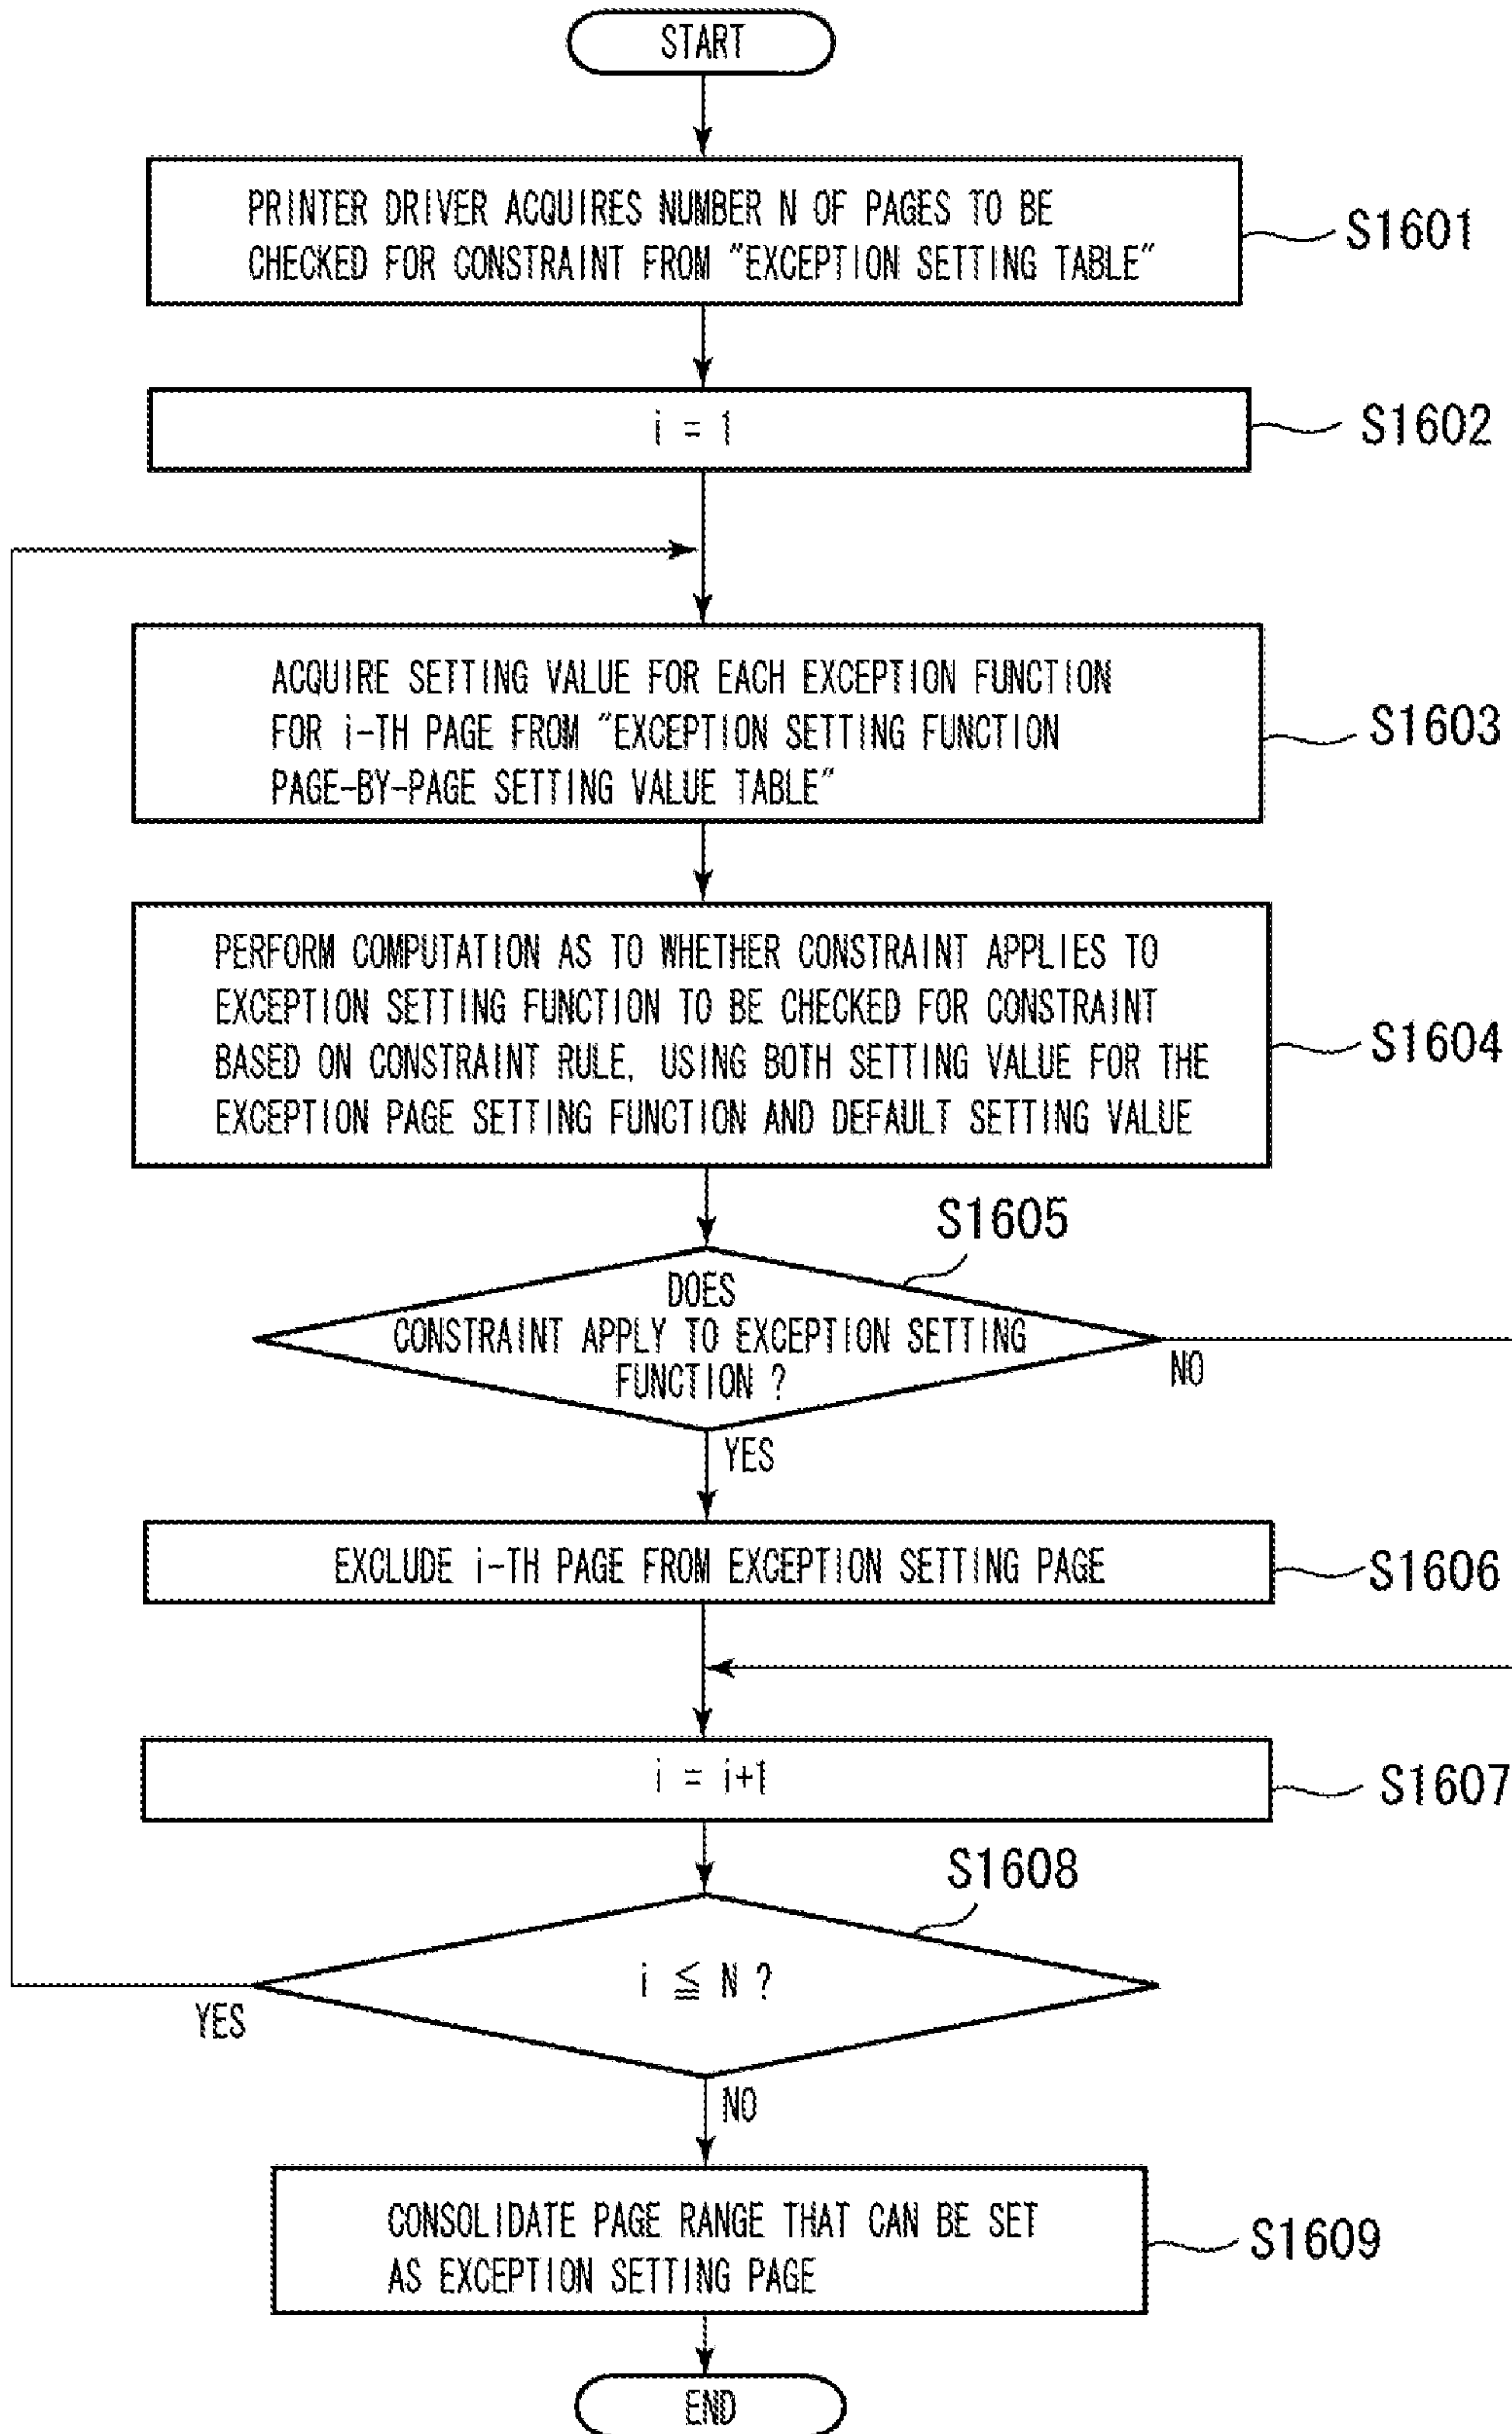 START
PRINTER DRIVER ACQUIRES NUMBER N OF PAGES TO BE
CHECKED FOR CONSTRAINT FROM "EXCEPTION SETTING TABLE"
S1601
i = 1
S1602
ACQUIRE SETTING VALUE FOR EACH EXCEPTION FUNCTION
FOR i-TH PAGE FROM "EXCEPTION SETTING FUNCTION
PAGE-BY-PAGE SETTING VALUE TABLE"
S1603
PERFORM COMPUTATION AS TO WHETHER CONSTRAINT APPLIES TO
EXCEPTION SETTING FUNCTION TO BE CHECKED FOR CONSTRAINT
BASED ON CONSTRAINT RULE, USING BOTH SETTING VALUE FOR THE
EXCEPTION PAGE SETTING FUNCTION AND DEFAULT SETTING VALUE
S1604
S1605
DOES
CONSTRAINT APPLY TO EXCEPTION SETTING
FUNCTION ?
NO
YES
EXCLUDE i-TH PAGE FROM EXCEPTION SETTING PAGE
S1606
i = i+1
S1607
S1608
i ≦ N ?
YES
NO
CONSOLIDATE PAGE RANGE THAT CAN BE SET
AS EXCEPTION SETTING PAGE
S1609
END